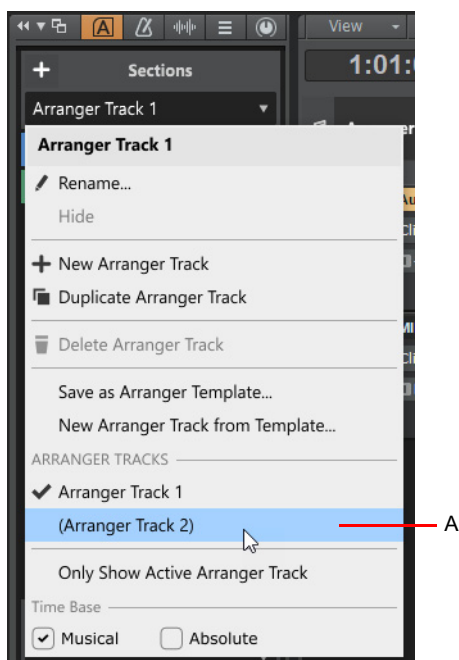 View
1:01:
Sections
Arranger Track 1
Arranger Track 1
Rename...
Hide
New Arranger Track
Duplicate Arranger Track
Delete Arranger Track
Save as Arranger Template...
New Arranger Track from Template...
ARRANGER TRACKS
Arranger Track 1
(Arranger Track 2)
A
Only Show Active Arranger Track
Time Base
Musical Absolute